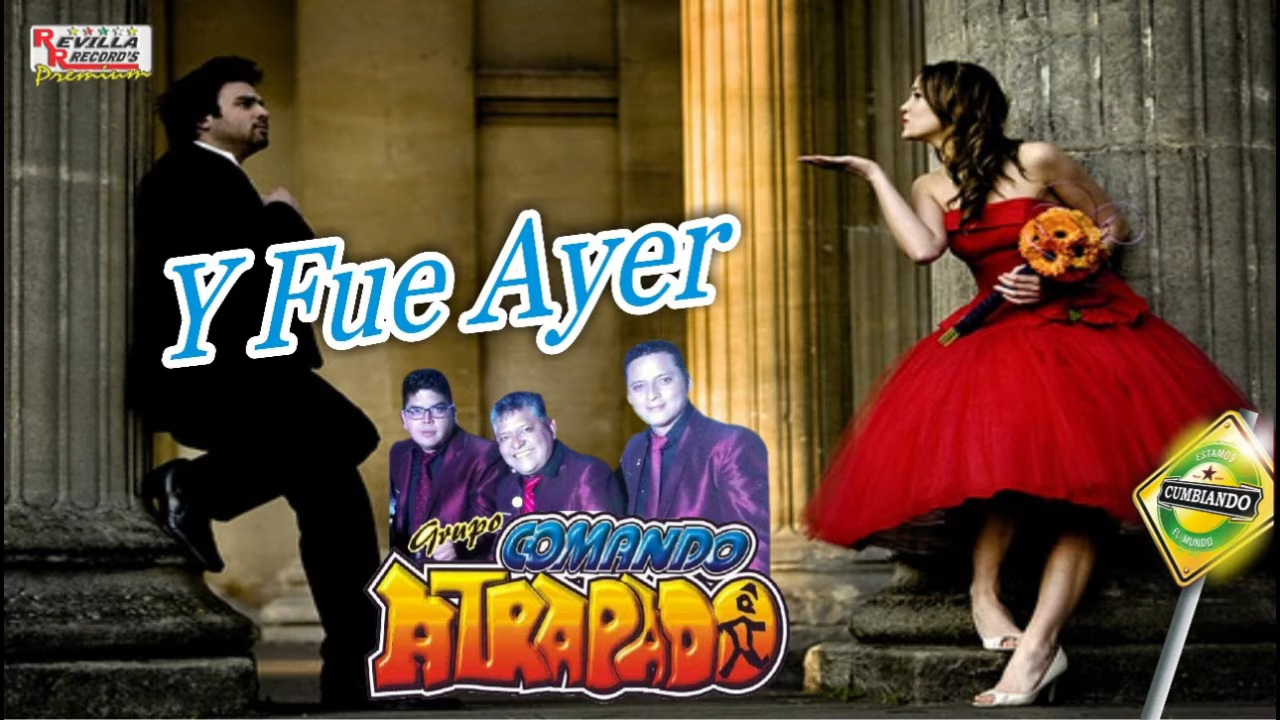 REVILLA
RECORD'S
Premium
Y Fue Ayer
Grupo COMANDO
ATRAPADO
ESTAMOS
CUMBIANDO
EL MUNDO